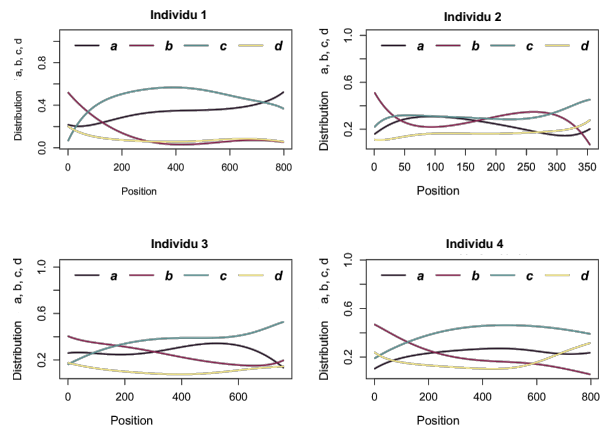 Individu 1
a b c d
Distribution a, b, c, d
0.0 0.4 0.8
0 200 400 600 800
Position
Individu 2
a b c d
Distribution a, b, c, d
0.2 0.6 1.0
0 50 100 150 200 250 300 350
Position
Individu 3
a b c d
Distribution a, b, c, d
0.2 0.6 1.0
0 200 400 600
Position
Individu 4
a b c d
Distribution a, b, c, d
0.2 0.6 1.0
0 200 400 600 800
Position